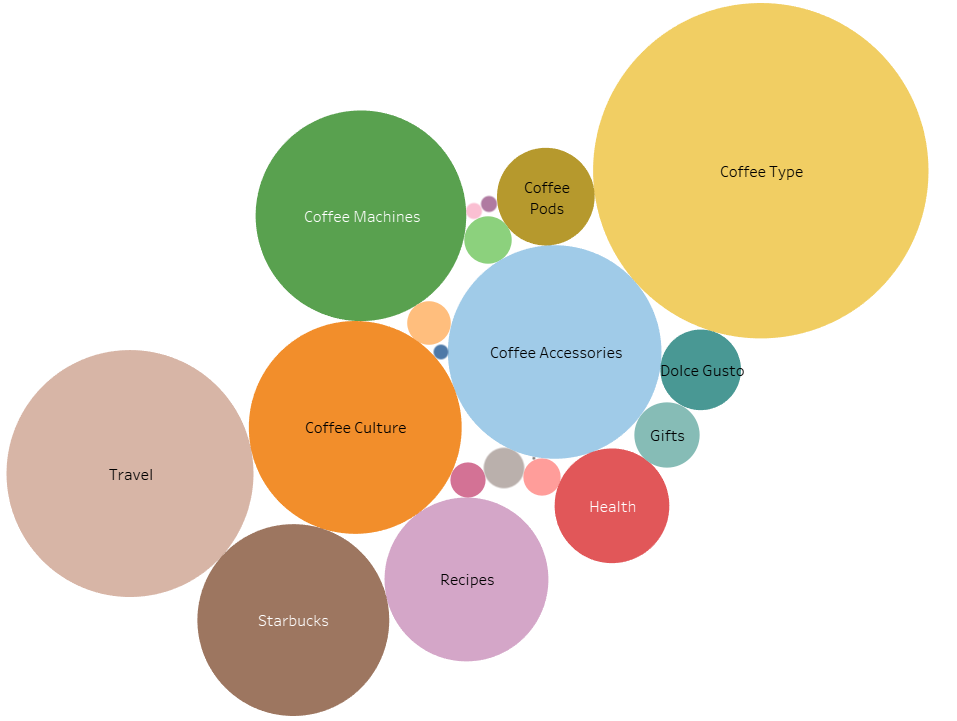 Coffee Type
Coffee
Pods
Coffee Machines
Coffee Accessories
Dolce Gusto
Coffee Culture
Gifts
Travel
Health
Recipes
Starbucks